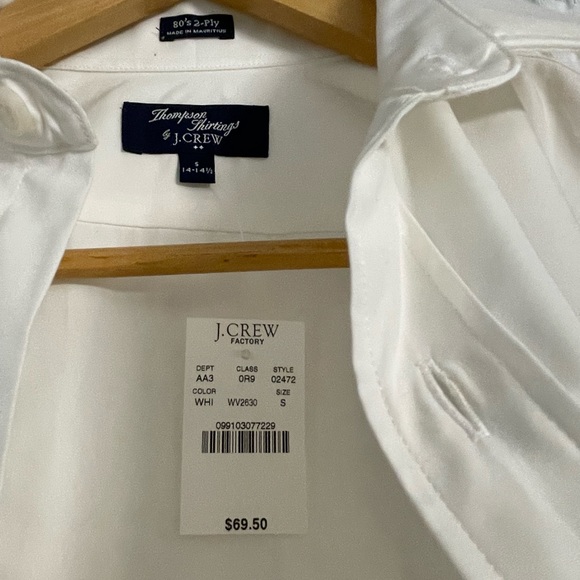 80's 2-Ply
MADE IN MAURITIUS
Thompson
Shirtings
by J.CREW
S
14-14½
J.CREW
FACTORY
DEPT CLASS STYLE
AA3 0R9 02472
COLOR SIZE
WHI WV2630 S
099103077229
$69.50